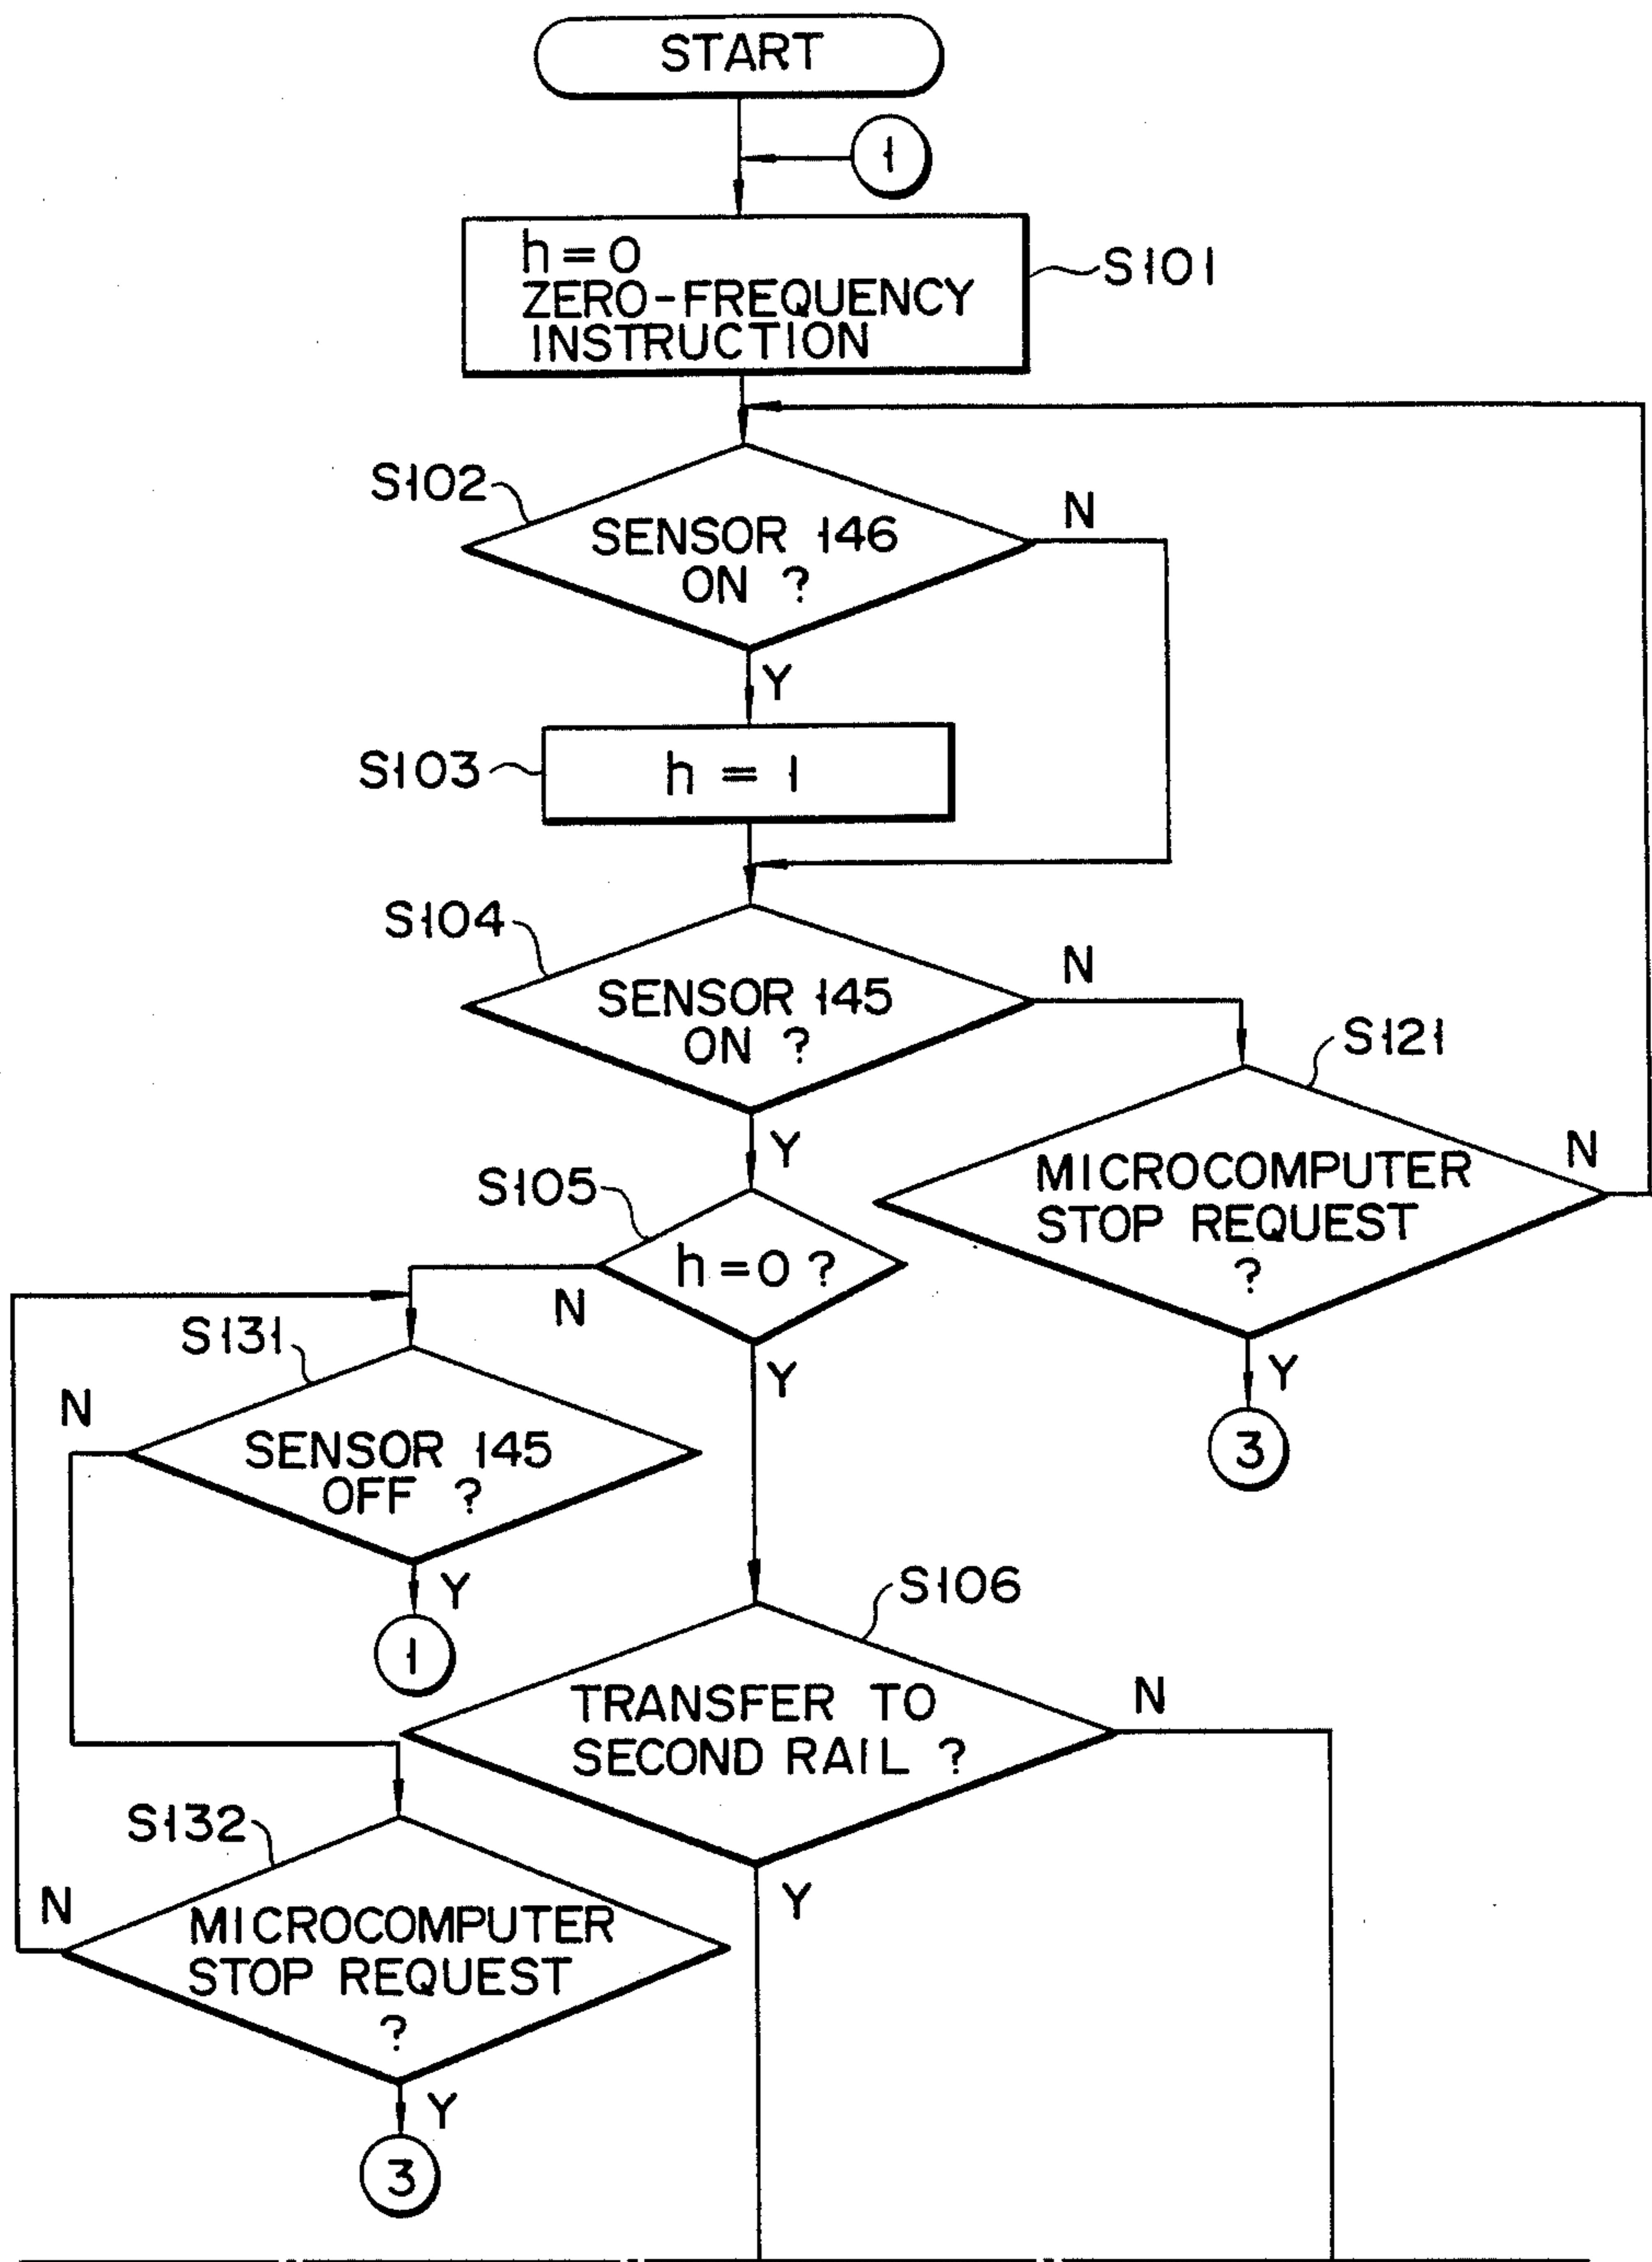 START
1
h = 0
ZERO-FREQUENCY
INSTRUCTION
S101
S102
SENSOR 146
ON ?
N
Y
S103
h = 1
S104
SENSOR 145
ON ?
N
Y
S121
MICROCOMPUTER
STOP REQUEST
?
N
Y
3
S105
h = 0 ?
N
Y
S131
SENSOR 145
OFF ?
N
Y
1
S106
TRANSFER TO
SECOND RAIL ?
N
Y
S132
MICROCOMPUTER
STOP REQUEST
?
N
Y
3